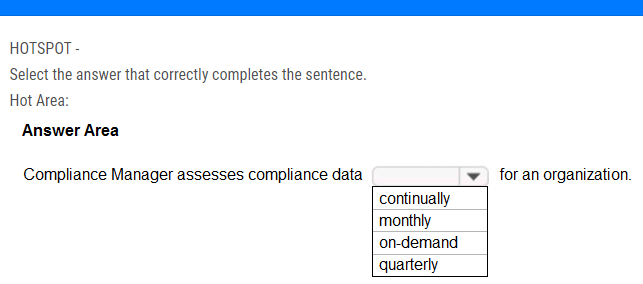 HOTSPOT -
Select the answer that correctly completes the sentence.
Hot Area:
Answer Area
Compliance Manager assesses compliance data for an organization.
continually
monthly
on-demand
quarterly